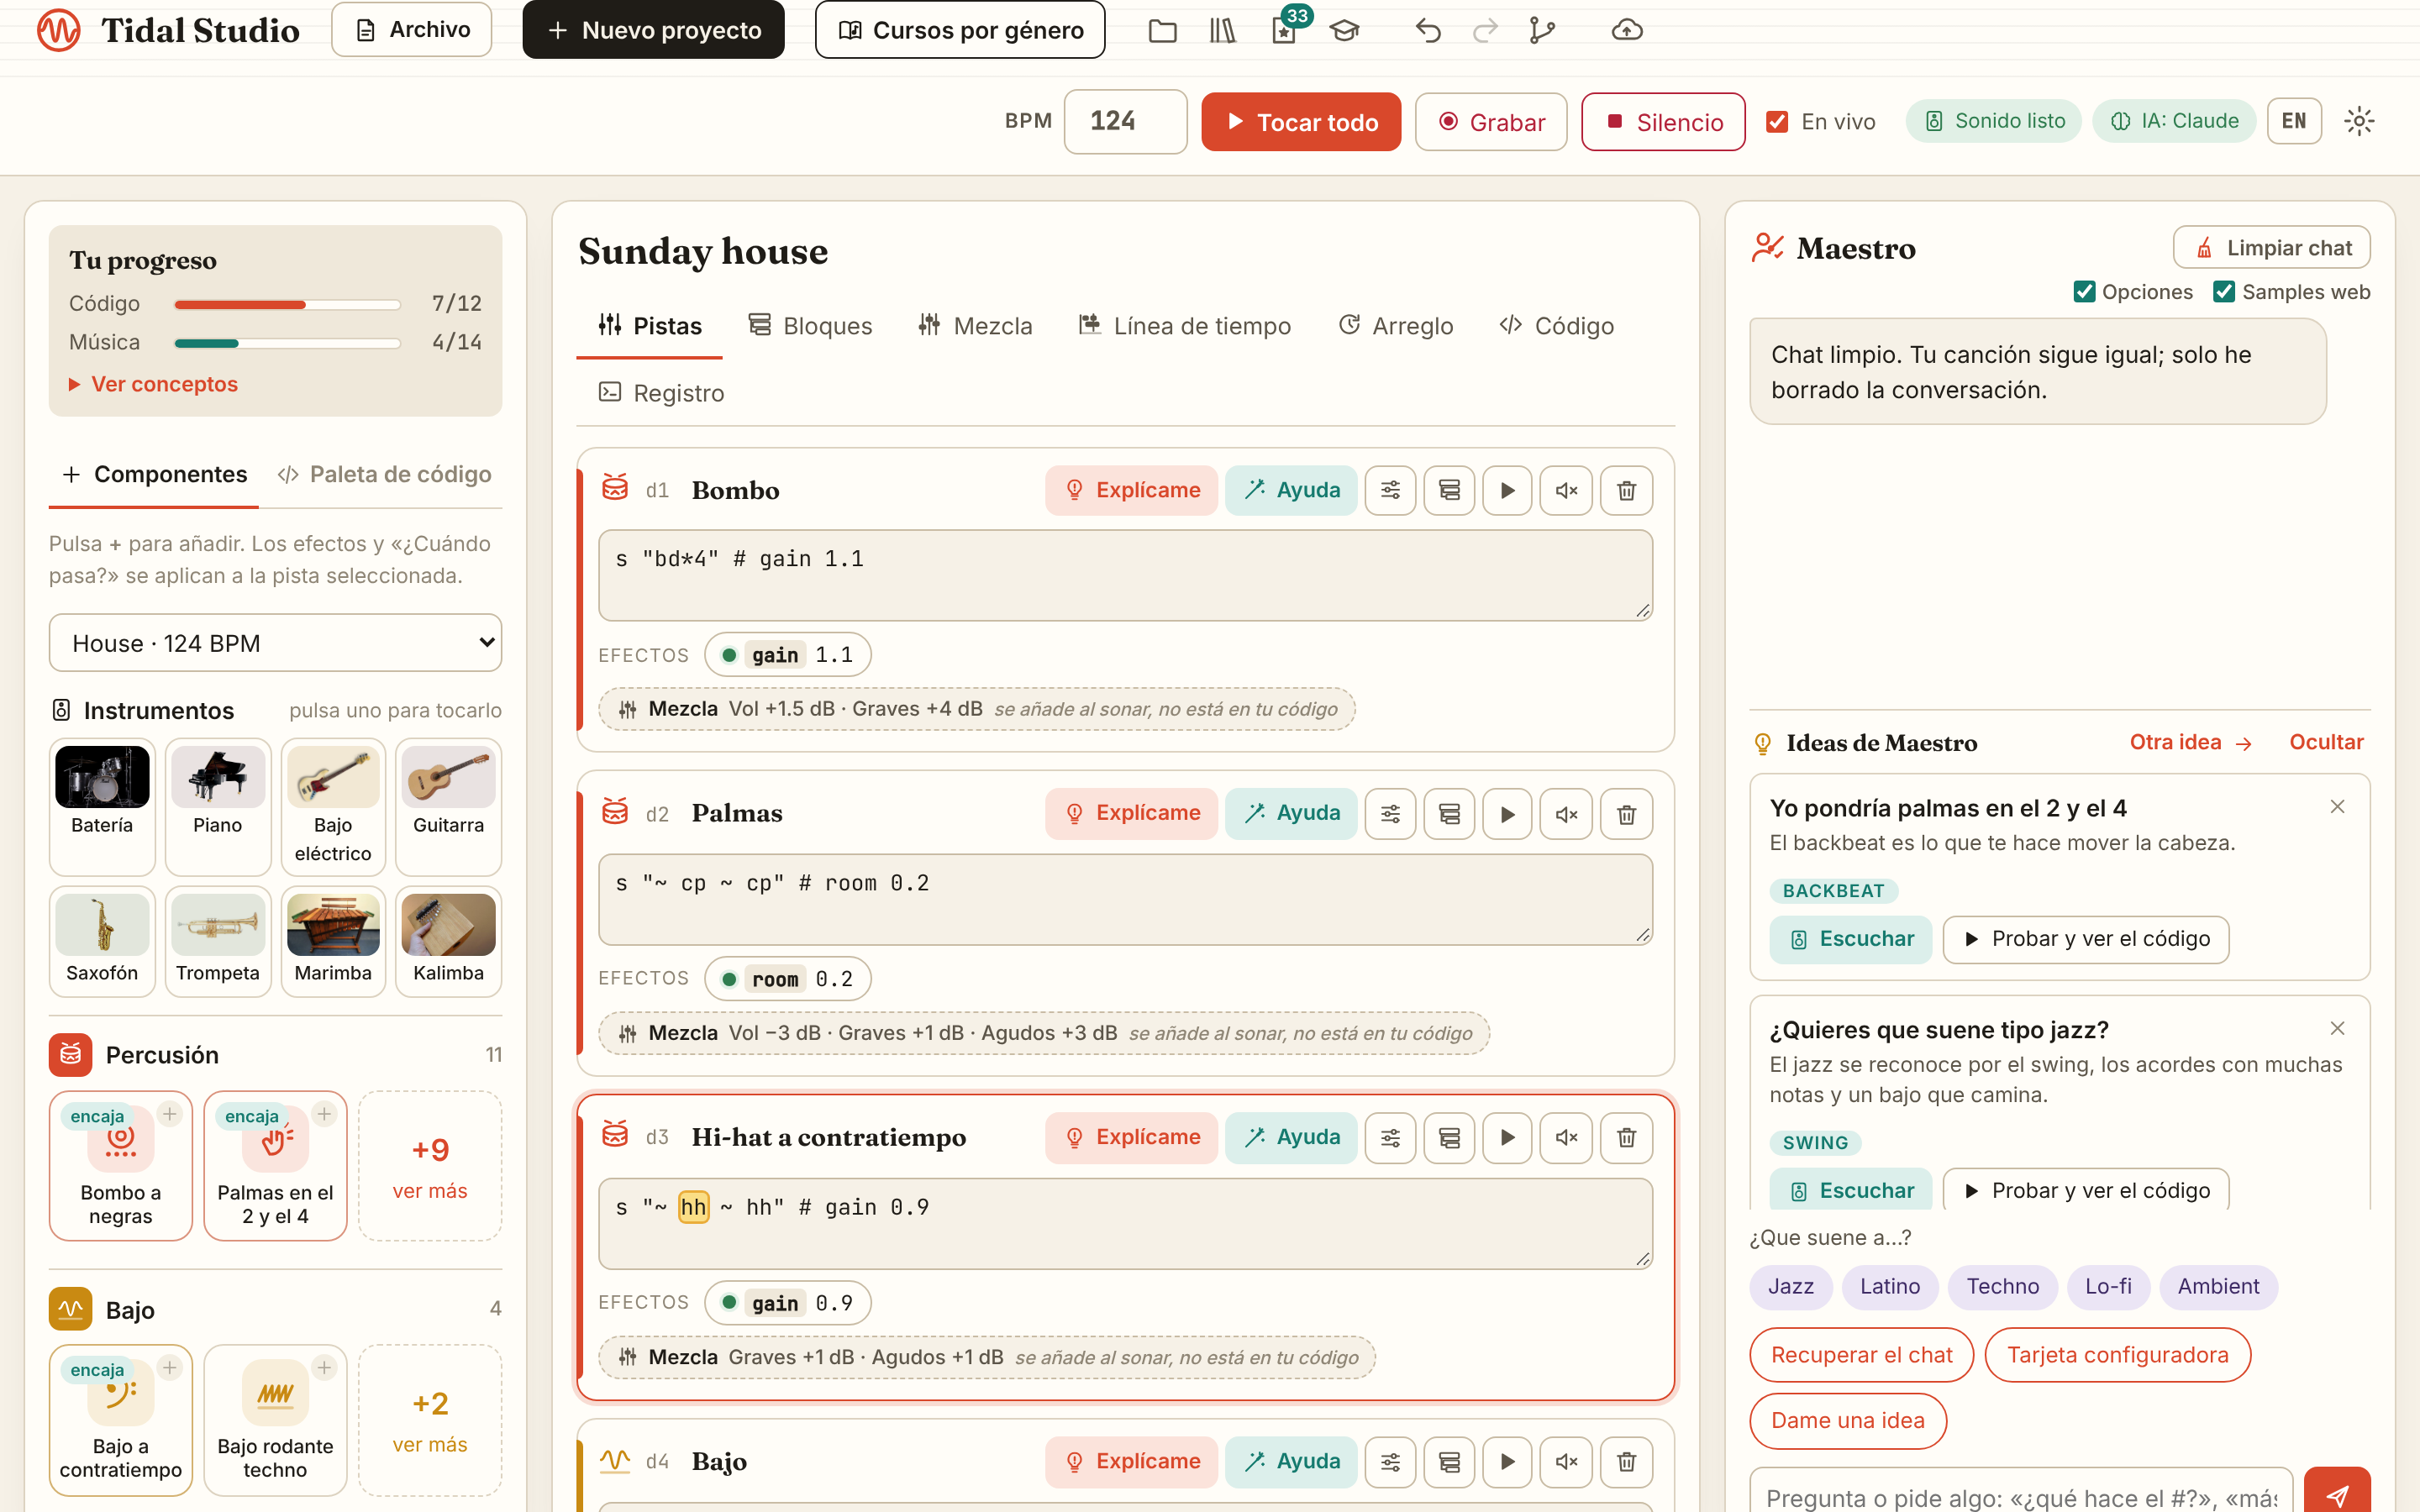 Tidal Studio
Archivo
+ Nuevo proyecto
Cursos por género
33
BPM
124
Tocar todo
Grabar
Silencio
En vivo
Sonido listo
IA: Claude
EN
Tu progreso
Código 7/12
Música 4/14
Ver conceptos
+ Componentes
Paleta de código
Pulsa + para añadir. Los efectos y «¿Cuándo
pasa?» se aplican a la pista seleccionada.
House · 124 BPM
Instrumentos
pulsa uno para tocarlo
Batería
Piano
Bajo
eléctrico
Guitarra
Saxofón
Trompeta
Marimba
Kalimba
Percusión 11
encaja
Bombo a
negras
encaja
Palmas en el
2 y el 4
+9
ver más
Bajo 4
encaja
Bajo a
contratiempo
Bajo rodante
techno
+2
ver más
Sunday house
Pistas
Bloques
Mezcla
Línea de tiempo
Arreglo
Código
Registro
d1 Bombo
Explícame
Ayuda
s "bd*4" # gain 1.1
EFECTOS gain 1.1
Mezcla Vol +1.5 dB · Graves +4 dB se añade al sonar, no está en tu código
d2 Palmas
Explícame
Ayuda
s "~ cp ~ cp" # room 0.2
EFECTOS room 0.2
Mezcla Vol −3 dB · Graves +1 dB · Agudos +3 dB se añade al sonar, no está en tu código
d3 Hi-hat a contratiempo
Explícame
Ayuda
s "~ hh ~ hh" # gain 0.9
EFECTOS gain 0.9
Mezcla Graves +1 dB · Agudos +1 dB se añade al sonar, no está en tu código
d4 Bajo
Explícame
Ayuda
Maestro
Limpiar chat
Opciones
Samples web
Chat limpio. Tu canción sigue igual; solo he
borrado la conversación.
Ideas de Maestro
Otra idea →
Ocultar
Yo pondría palmas en el 2 y el 4
El backbeat es lo que te hace mover la cabeza.
BACKBEAT
Escuchar
Probar y ver el código
¿Quieres que suene tipo jazz?
El jazz se reconoce por el swing, los acordes con muchas
notas y un bajo que camina.
SWING
Escuchar
Probar y ver el código
¿Que suene a...?
Jazz
Latino
Techno
Lo-fi
Ambient
Recuperar el chat
Tarjeta configuradora
Dame una idea
Pregunta o pide algo: «¿qué hace el #?», «más